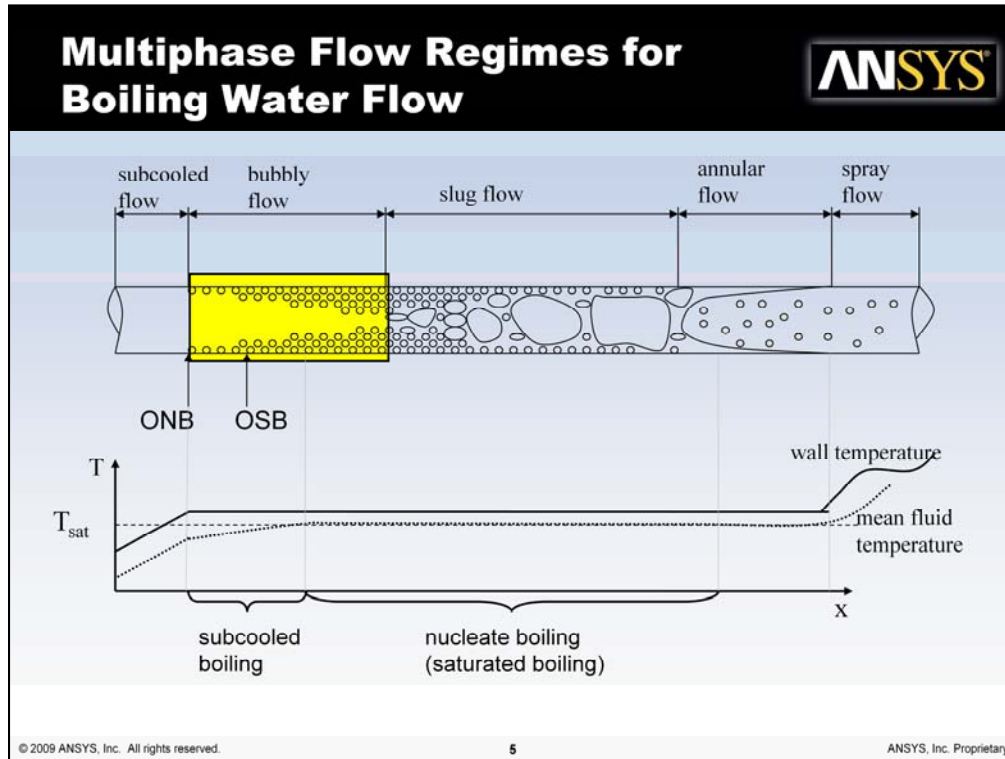 Multiphase Flow Regimes for
Boiling Water Flow
ANSYS
subcooled
flow
bubbly
flow
slug flow
annular
flow
spray
flow
ONB
OSB
T
wall temperature
Tsat
mean fluid
temperature
x
subcooled
boiling
nucleate boiling
(saturated boiling)
© 2009 ANSYS, Inc. All rights reserved.
5
ANSYS, Inc. Proprietary